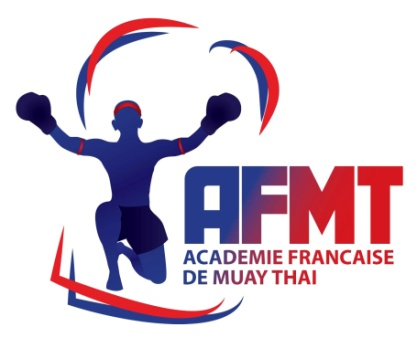 AFMT
ACADEMIE FRANCAISE
DE MUAY THAI